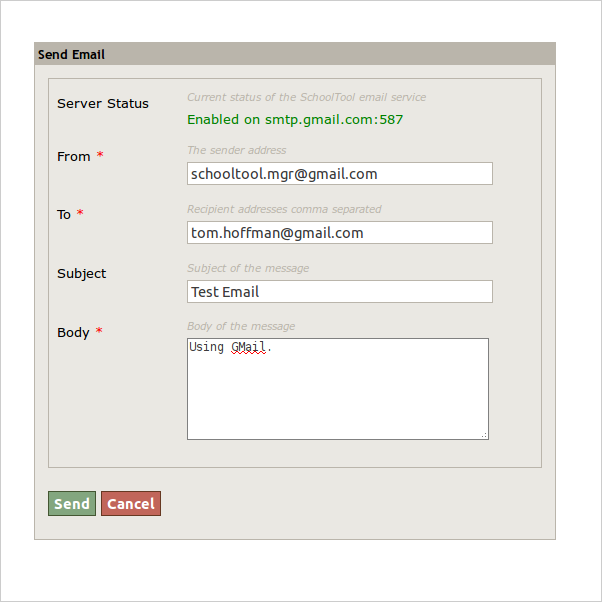 Send Email
Server Status
Current status of the SchoolTool email service
Enabled on smtp.gmail.com:587
From *
The sender address
schooltool.mgr@gmail.com
To *
Recipient addresses comma separated
tom.hoffman@gmail.com
Subject
Subject of the message
Test Email
Body *
Body of the message
Using GMail.
Send Cancel